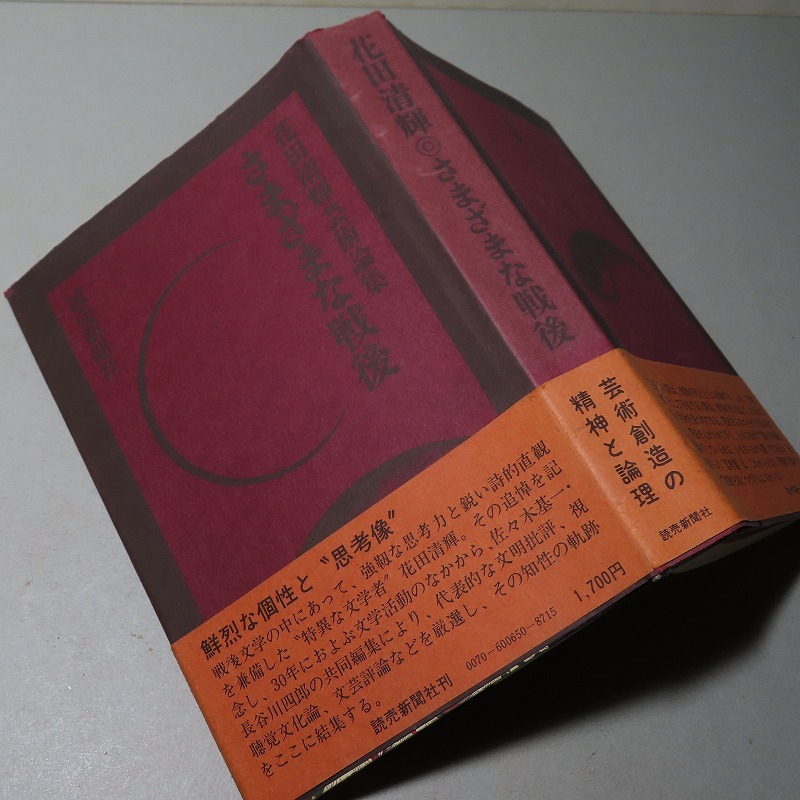 花田清輝◎さまざまな戦後
花田清輝芸術論集
さまざまな戦後
読売新聞社
芸術創造の
精神と論理
読売新聞社
鮮烈な個性と〝思考像〟
戦後文学の中にあって、強靱な思考力と鋭い詩的直観
を兼備した〝特異な文学者〟花田清輝。その追悼を記
念し、30年におよぶ文学活動のなかから、佐々木基一・
長谷川四郎の共同編集により、代表的な文明批評、視
聴覚文化論、文芸評論などを厳選し、その知性の軌跡
をここに結集する。
読売新聞社刊
0070-600650-8715
1,700円